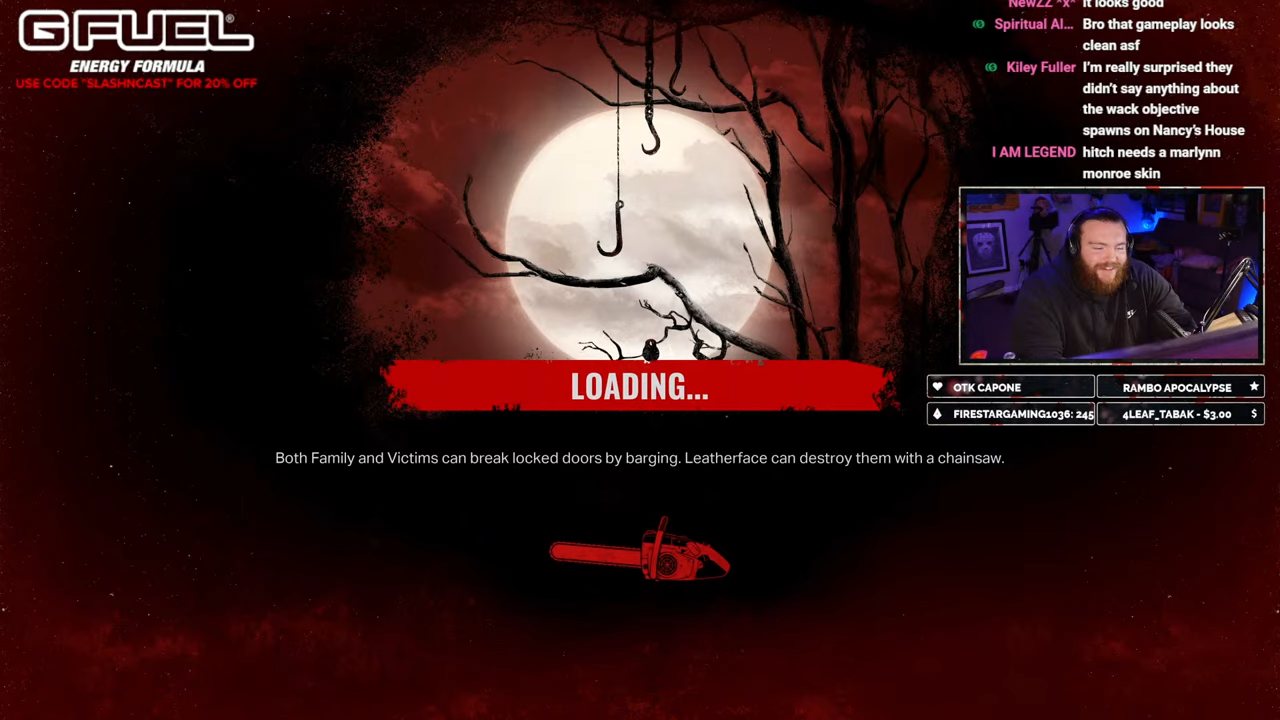 GFUEL®
ENERGY FORMULA
USE CODE "SLASHNCAST" FOR 20% OFF
NewZZ *x* it looks good
Spiritual Al... Bro that gameplay looks
clean asf
Kiley Fuller I'm really surprised they
didn't say anything about
the wack objective
spawns on Nancy's House
I AM LEGEND hitch needs a marlynn
monroe skin
OTK CAPONE
RAMBO APOCALYPSE
FIRESTARGAMING1036: 245
4LEAF_TABAK - $3.00 $
LOADING...
Both Family and Victims can break locked doors by barging. Leatherface can destroy them with a chainsaw.